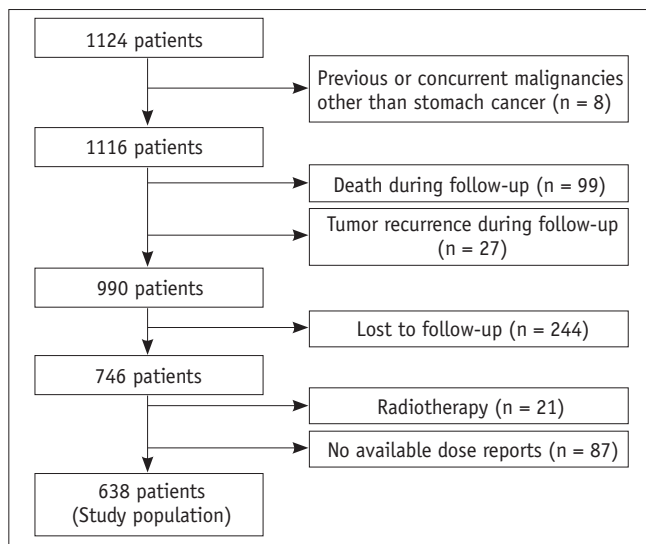 1124 patients
Previous or concurrent malignancies
other than stomach cancer (n = 8)
1116 patients
Death during follow-up (n = 99)
Tumor recurrence during follow-up
(n = 27)
990 patients
Lost to follow-up (n = 244)
746 patients
Radiotherapy (n = 21)
No available dose reports (n = 87)
638 patients
(Study population)